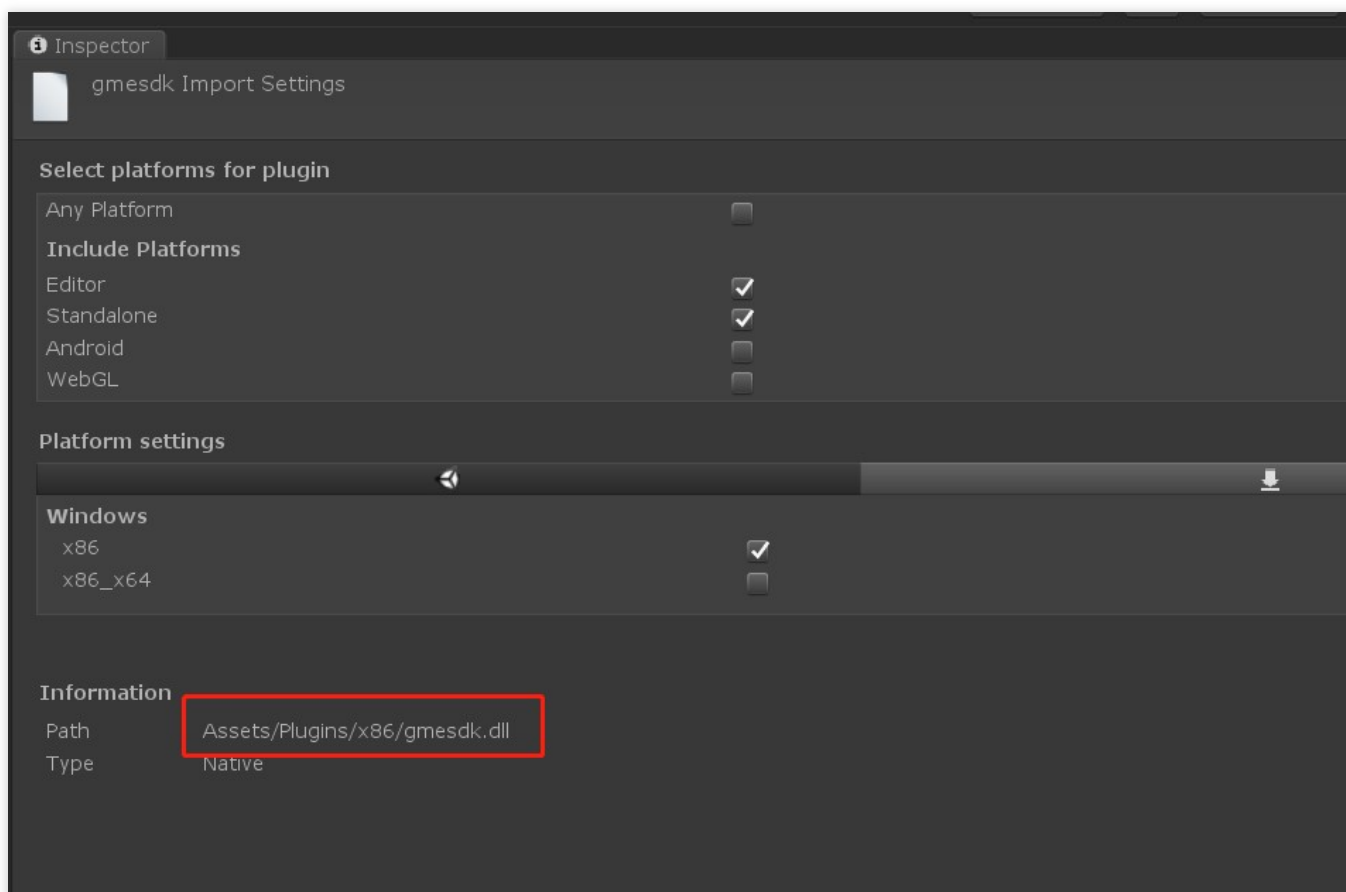 Inspector
gmesdk Import Settings
Select platforms for plugin
Any Platform
Include Platforms
Editor
Standalone
Android
WebGL
Platform settings
Windows
x86
x86_x64
Information
Path Assets/Plugins/x86/gmesdk.dll
Type Native